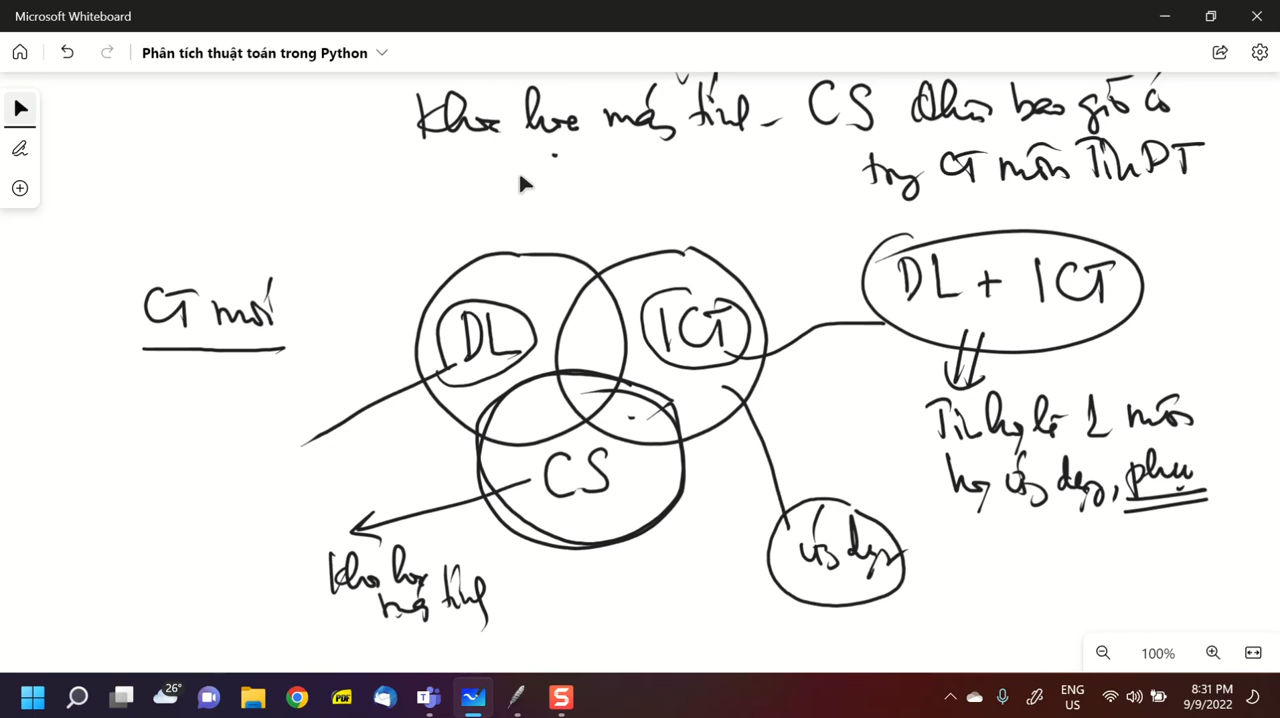 Microsoft Whiteboard
Phân tích thuật toán trong Python
Khoa học máy tính - CS chưa bao giờ có
trong CT môn Tin PT
CT mới
DL
ICT
CS
DL + ICT
Tin học là 1 môn
học ứng dụng, phụ
ứng dụng
Khoa học
máy tính
100%
26°
ENG
US
8:31 PM
9/9/2022